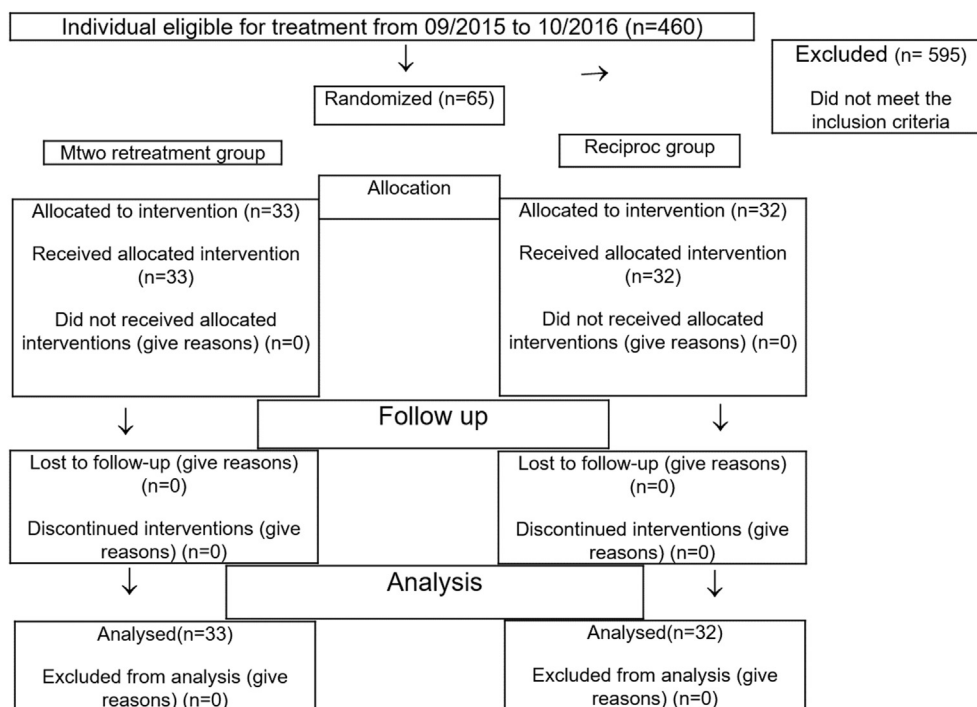 Individual eligible for treatment from 09/2015 to 10/2016 (n=460)
Excluded (n= 595)
Did not meet the
inclusion criteria
Randomized (n=65)
Mtwo retreatment group
Reciproc group
Allocation
Allocated to intervention (n=33)
Received allocated intervention
(n=33)
Did not received allocated
interventions (give reasons) (n=0)
Allocated to intervention (n=32)
Received allocated intervention
(n=32)
Did not received allocated
interventions (give reasons) (n=0)
Follow up
Lost to follow-up (give reasons)
(n=0)
Discontinued interventions (give
reasons) (n=0)
Lost to follow-up (give reasons)
(n=0)
Discontinued interventions (give
reasons) (n=0)
Analysis
Analysed(n=33)
Excluded from analysis (give
reasons) (n=0)
Analysed(n=32)
Excluded from analysis (give
reasons) (n=0)